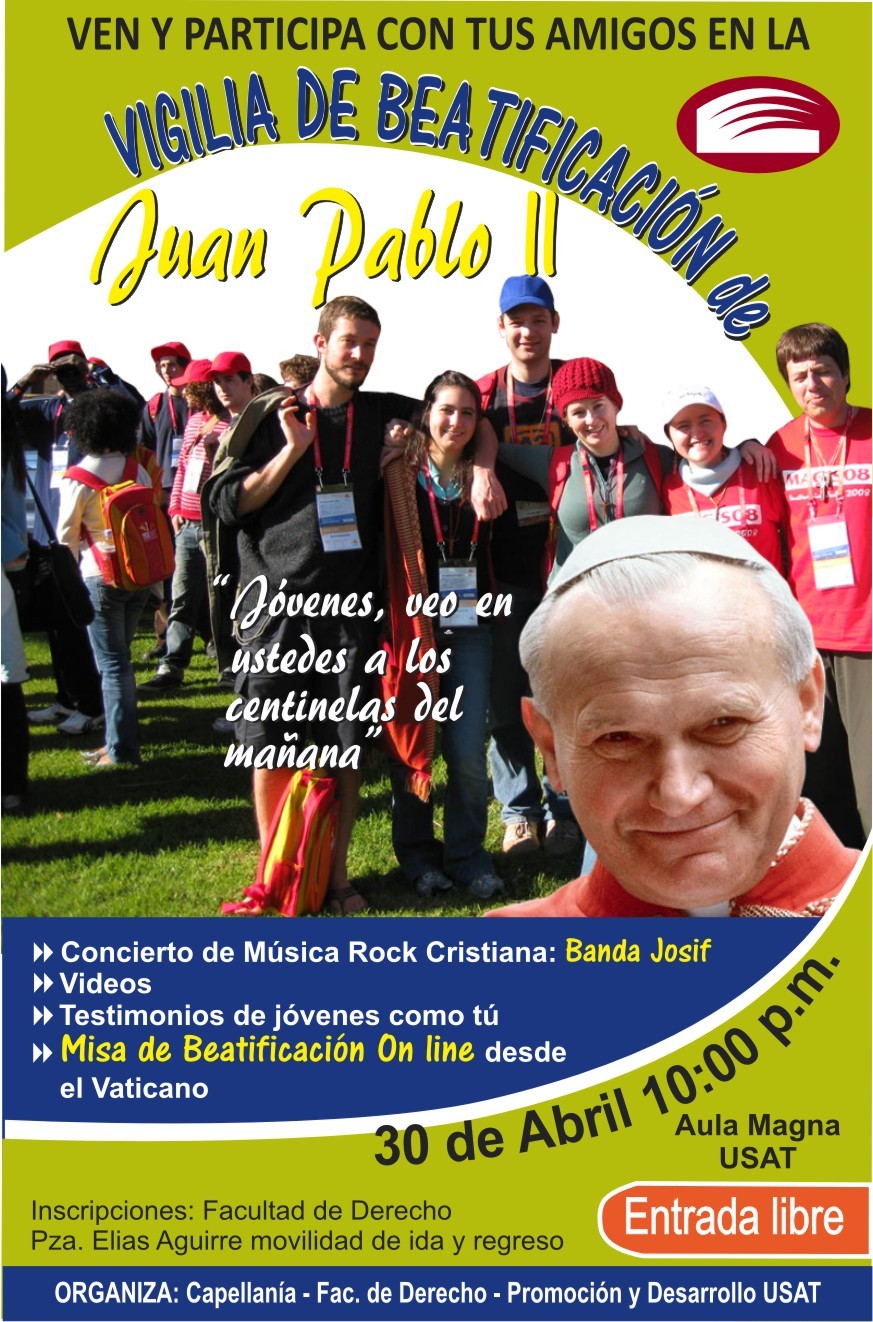 VEN Y PARTICIPA CON TUS AMIGOS EN LA
VIGILIA DE BEATIFICACIÓN de
Juan Pablo II
MAGIS08
"Jóvenes, veo en
ustedes a los
centinelas del
mañana"
Concierto de Música Rock Cristiana: Banda Josif
Videos
Testimonios de jóvenes como tú
Misa de Beatificación On line desde
el Vaticano
30 de Abril 10:00 p.m.
Aula Magna
USAT
Inscripciones: Facultad de Derecho
Pza. Elias Aguirre movilidad de ida y regreso
Entrada libre
ORGANIZA: Capellanía - Fac. de Derecho - Promoción y Desarrollo USAT